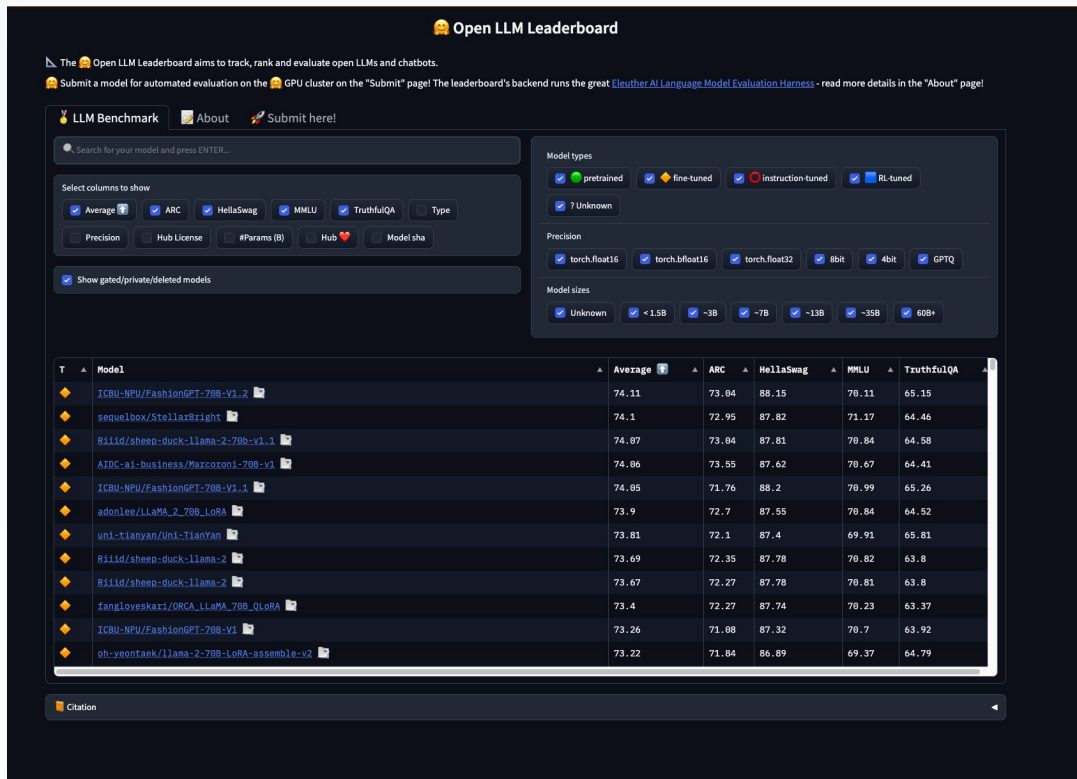 🤗 Open LLM Leaderboard
📐 The 🤗 Open LLM Leaderboard aims to track, rank and evaluate open LLMs and chatbots.
🤗 Submit a model for automated evaluation on the 🤗 GPU cluster on the "Submit" page! The leaderboard's backend runs the great Eleuther AI Language Model Evaluation Harness - read more details in the "About" page!
🏅 LLM Benchmark 📝 About 🚀 Submit here!
🔍 Search for your model and press ENTER...
Select columns to show
Average ⬆️ ARC HellaSwag MMLU TruthfulQA Type
Precision Hub License #Params (B) Hub ❤️ Model sha
Show gated/private/deleted models
Model types
🟢 pretrained 🔶 fine-tuned ⭕ instruction-tuned 🟦 RL-tuned
? Unknown
Precision
torch.float16 torch.bfloat16 torch.float32 8bit 4bit GPTQ
Model sizes
Unknown < 1.5B ~3B ~7B ~13B ~35B 60B+
T Model Average ⬆️ ARC HellaSwag MMLU TruthfulQA
🔶 ICBU-NPU/FashionGPT-70B-V1.2 📑 74.11 73.04 88.15 70.11 65.15
🔶 sequelbox/StellarBright 📑 74.1 72.95 87.82 71.17 64.46
🔶 Riiid/sheep-duck-llama-2-70b-v1.1 📑 74.07 73.04 87.81 70.84 64.58
🔶 AIDC-ai-business/Marcoroni-70B-v1 📑 74.06 73.55 87.62 70.67 64.41
🔶 ICBU-NPU/FashionGPT-70B-V1.1 📑 74.05 71.76 88.2 70.99 65.26
🔶 adonlee/LLaMA_2_70B_LoRA 📑 73.9 72.7 87.55 70.84 64.52
🔶 uni-tianyan/Uni-TianYan 📑 73.81 72.1 87.4 69.91 65.81
🔶 Riiid/sheep-duck-llama-2 📑 73.69 72.35 87.78 70.82 63.8
🔶 Riiid/sheep-duck-llama-2 📑 73.67 72.27 87.78 70.81 63.8
🔶 fangloveskari/ORCA_LLaMA_70B_QLoRA 📑 73.4 72.27 87.74 70.23 63.37
🔶 ICBU-NPU/FashionGPT-70B-V1 📑 73.26 71.08 87.32 70.7 63.92
🔶 oh-yeontaek/llama-2-70B-LoRA-assemble-v2 📑 73.22 71.84 86.89 69.37 64.79
📙 Citation